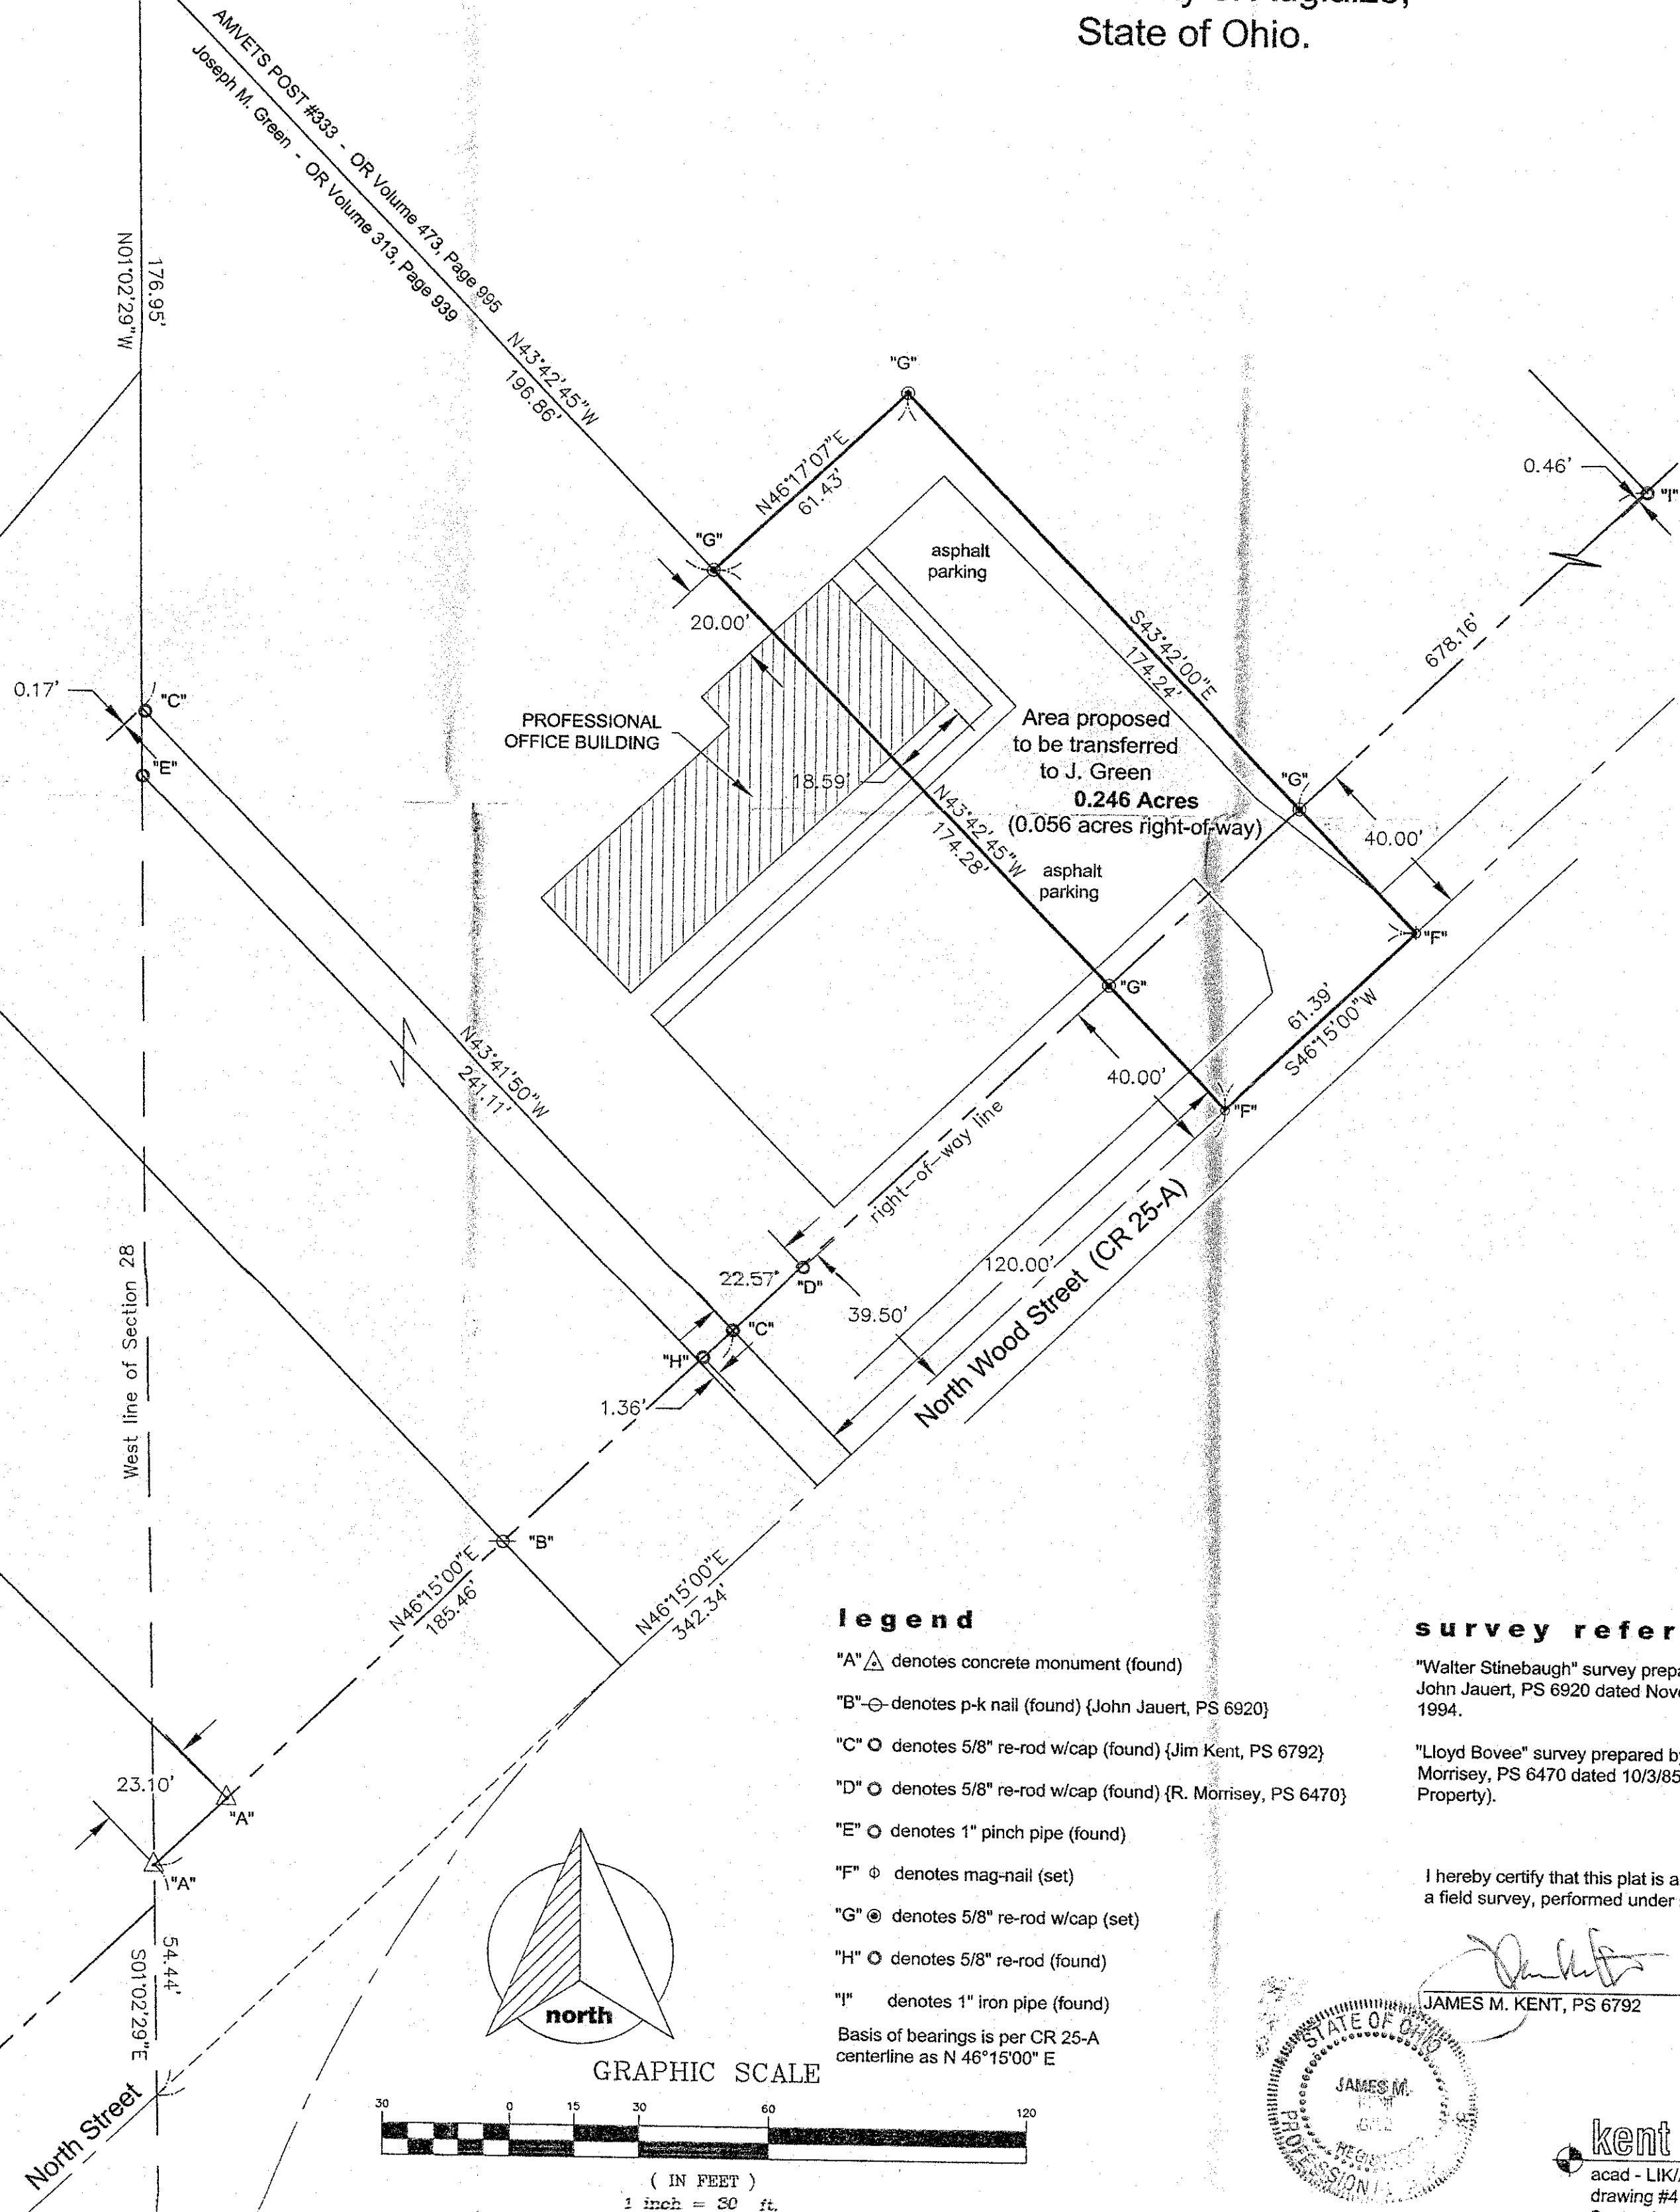 State of Ohio.
AMVETS POST #333 - OR Volume 473, Page 995
Joseph M. Green - OR Volume 313, Page 939
176.95'
N01°02'29"W
N43°42'45"W
196.86'
"G"
N46°17'07"E
61.43'
"G"
0.46'
"I"
asphalt
parking
20.00'
S43°42'00"E
174.24'
678.16'
0.17'
"C"
"E"
PROFESSIONAL
OFFICE BUILDING
18.59'
Area proposed
to be transferred
to J. Green
0.246 Acres
(0.056 acres right-of-way)
"G"
40.00'
N43°42'45"W
174.28'
asphalt
parking
"F"
"G"
61.39'
S46°15'00"W
40.00'
"F"
N43°41'50"W
241.11'
right-of-way line
West line of Section 28
22.57'
"D"
120.00'
39.50'
North Wood Street (CR 25-A)
"C"
"H"
1.36'
"B"
N46°15'00"E
185.46'
N46°15'00"E
342.34'
23.10'
"A"
"A"
54.44'
S01°02'29"E
North Street
north
legend
"A" denotes concrete monument (found)
"B" denotes p-k nail (found) {John Jauert, PS 6920}
"C" denotes 5/8" re-rod w/cap (found) {Jim Kent, PS 6792}
"D" denotes 5/8" re-rod w/cap (found) {R. Morrisey, PS 6470}
"E" denotes 1" pinch pipe (found)
"F" denotes mag-nail (set)
"G" denotes 5/8" re-rod w/cap (set)
"H" denotes 5/8" re-rod (found)
"I" denotes 1" iron pipe (found)
Basis of bearings is per CR 25-A
centerline as N 46°15'00" E
GRAPHIC SCALE
30 0 15 30 60 120
( IN FEET )
1 inch = 30 ft.
survey refer
"Walter Stinebaugh" survey prepa
John Jauert, PS 6920 dated Nove
1994.
"Lloyd Bovee" survey prepared b
Morrisey, PS 6470 dated 10/3/85
Property).
I hereby certify that this plat is a
a field survey, performed under
JAMES M. KENT, PS 6792
STATE OF OHIO
JAMES M.
kent
acad - LIK/
drawing #4